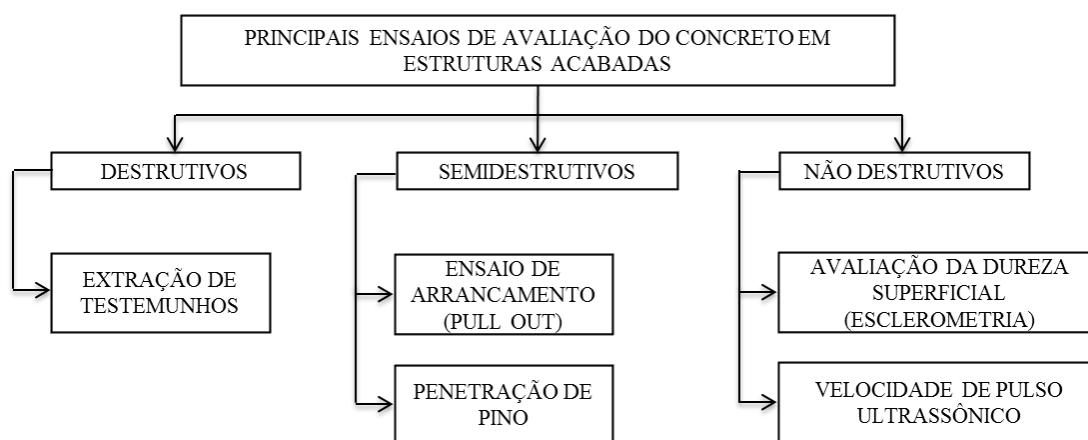 PRINCIPAIS ENSAIOS DE AVALIAÇÃO DO CONCRETO EM
ESTRUTURAS ACABADAS
DESTRUTIVOS
SEMIDESTRUTIVOS
NÃO DESTRUTIVOS
EXTRAÇÃO DE
TESTEMUNHOS
ENSAIO DE
ARRANCAMENTO
(PULL OUT)
AVALIAÇÃO DA DUREZA
SUPERFICIAL
(ESCLEROMETRIA)
PENETRAÇÃO DE
PINO
VELOCIDADE DE PULSO
ULTRASSÔNICO